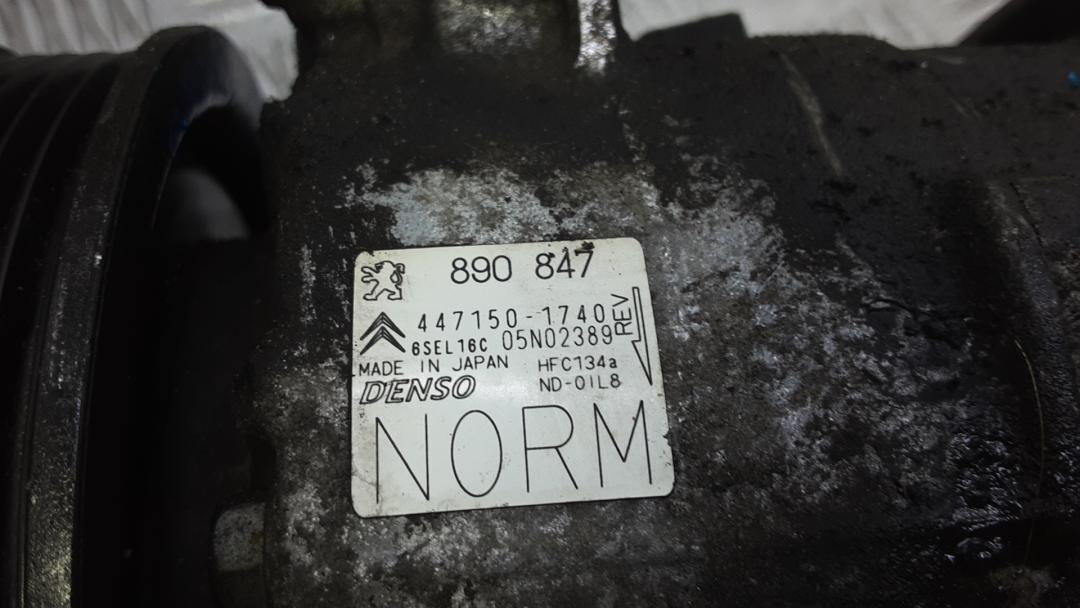 890 847
447150-1740
6SEL16C 05N02389
REV
MADE IN JAPAN HFC134a
DENSO ND-OIL8
NORM